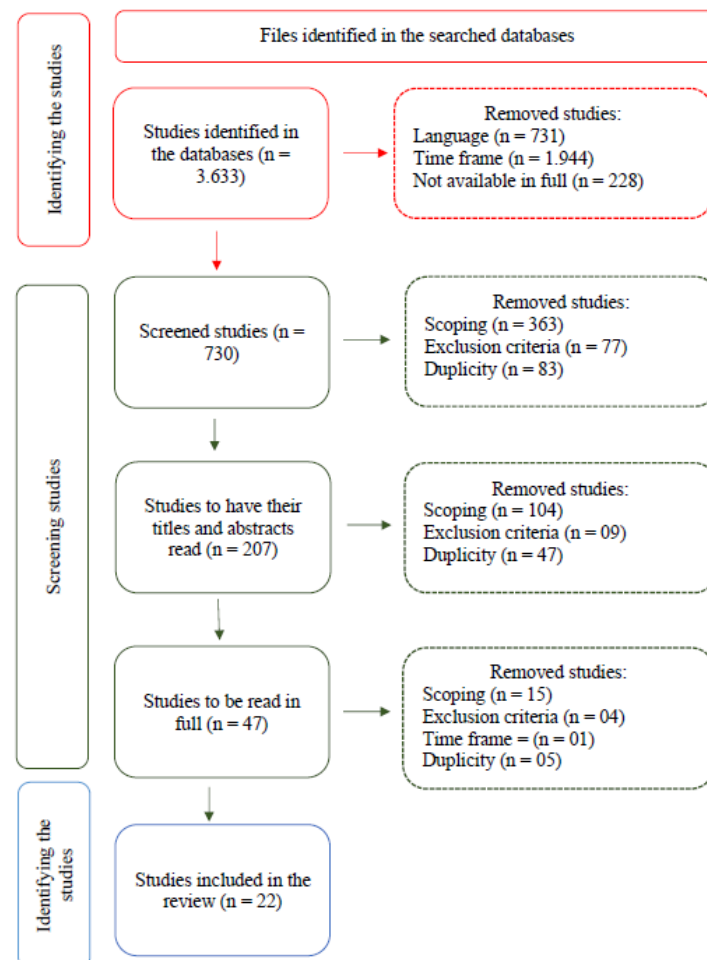 Files identified in the searched databases
Identifying the studies
Studies identified in
the databases (n =
3.633)
Removed studies:
Language (n = 731)
Time frame (n = 1.944)
Not available in full (n = 228)
Screening studies
Screened studies (n =
730)
Removed studies:
Scoping (n = 363)
Exclusion criteria (n = 77)
Duplicity (n = 83)
Studies to have their
titles and abstracts
read (n = 207)
Removed studies:
Scoping (n = 104)
Exclusion criteria (n = 09)
Duplicity (n = 47)
Studies to be read in
full (n = 47)
Removed studies:
Scoping (n = 15)
Exclusion criteria (n = 04)
Time frame = (n = 01)
Duplicity (n = 05)
Identifying the
studies
Studies included in the
review (n = 22)